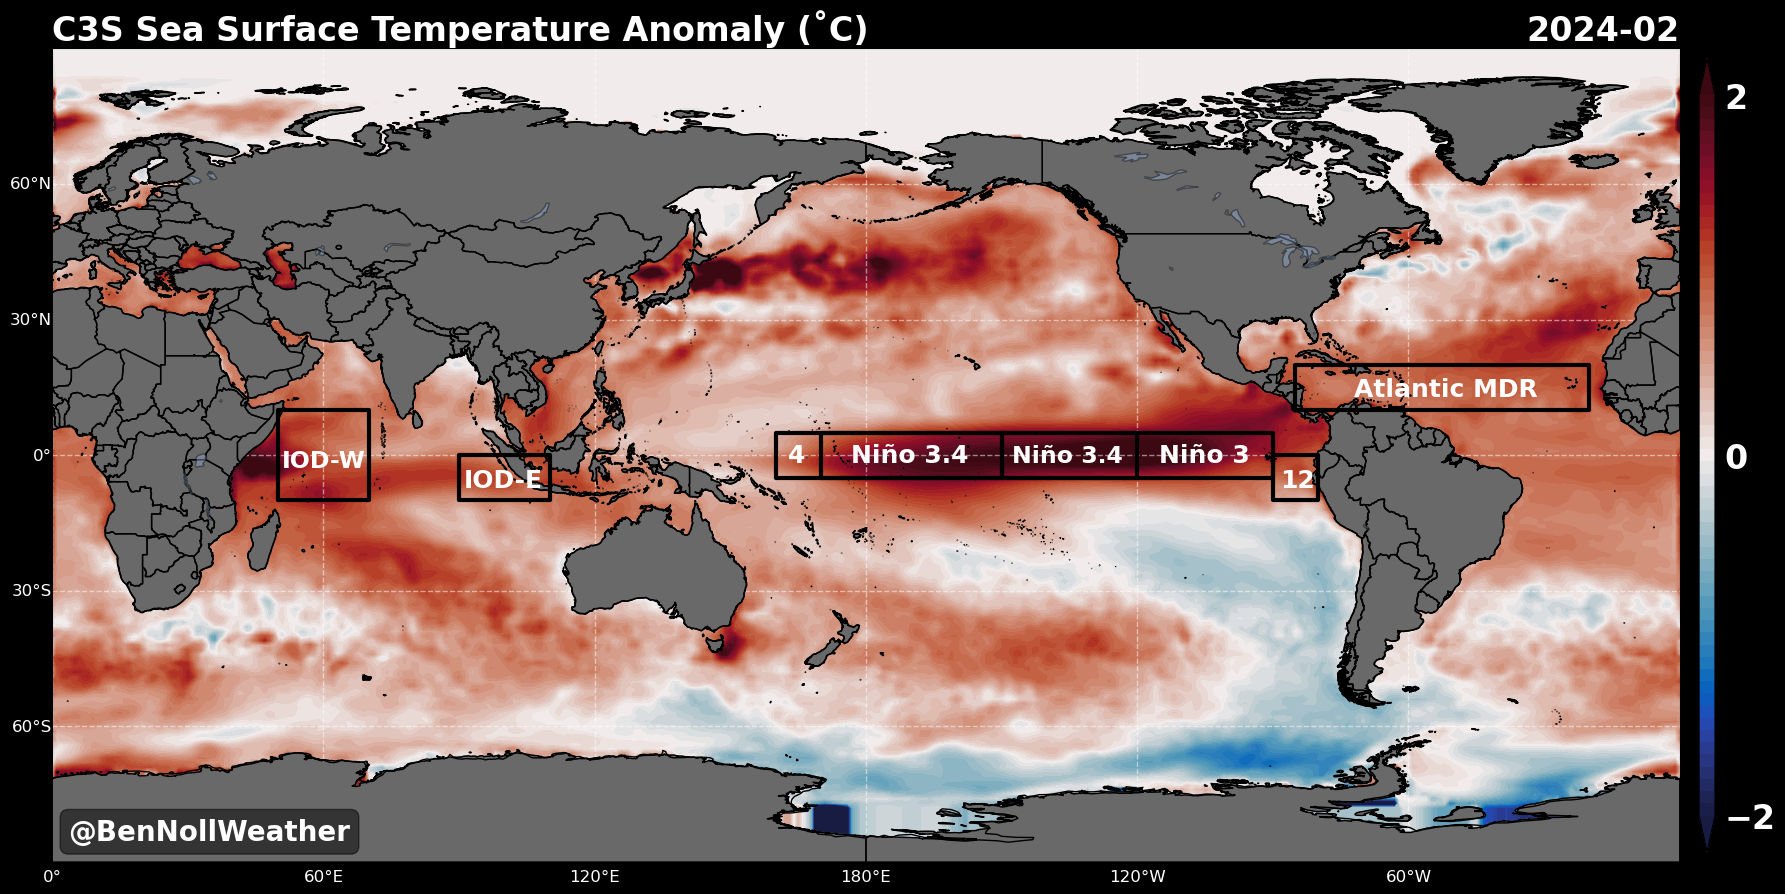 C3S Sea Surface Temperature Anomaly (˚C) 2024-02
2
60°N
30°N
Atlantic MDR
0°
IOD-W
IOD-E
4
Niño 3.4
Niño 3.4
Niño 3
12
0
30°S
60°S
@BenNollWeather
−2
0°
60°E
120°E
180°E
120°W
60°W